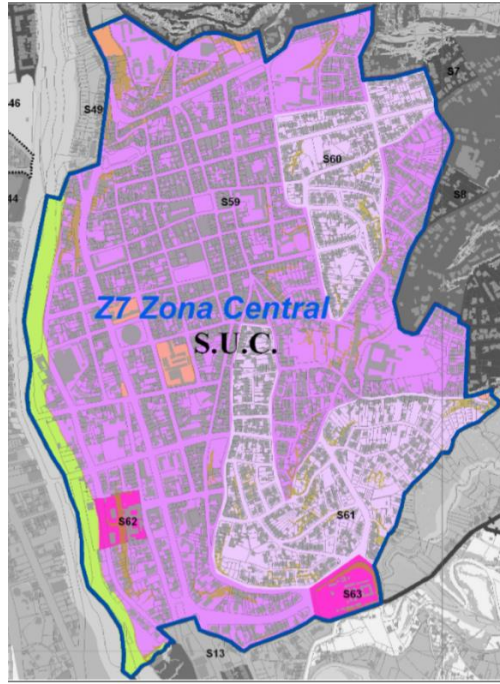 S7
46
S49
S60
S8
44
S59
Z7 Zona Central
S.U.C.
S62
S61
S63
S13